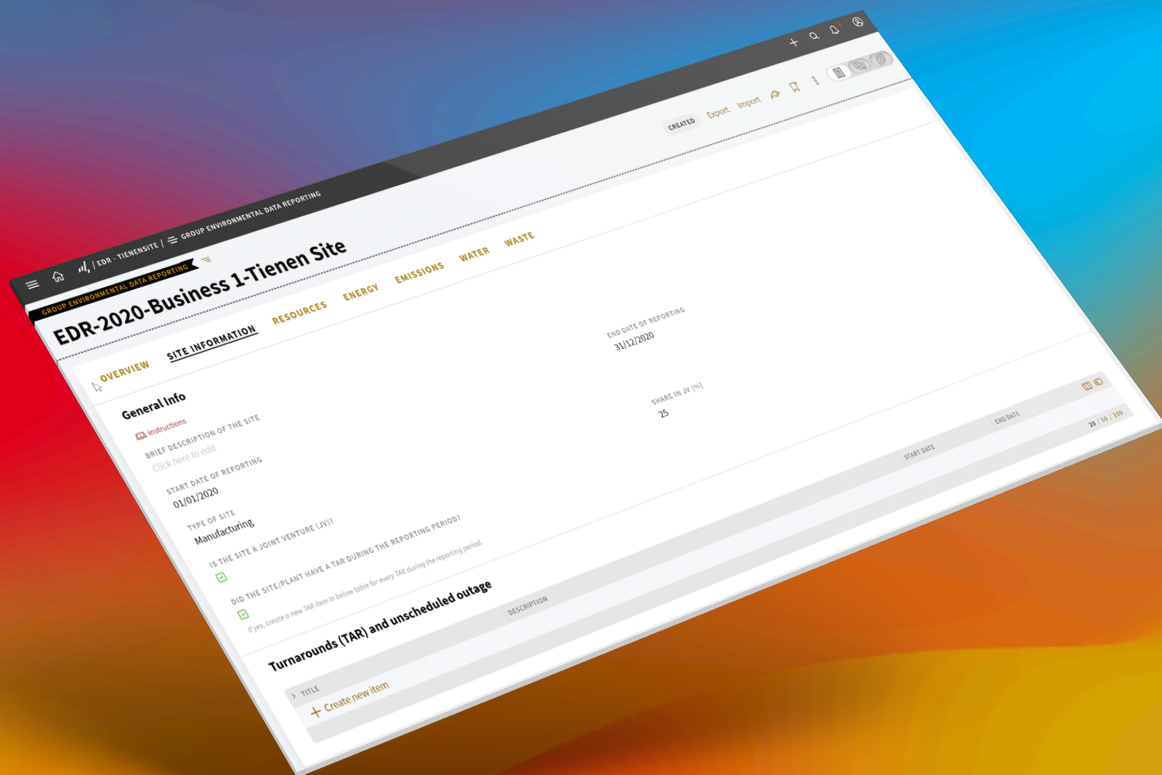 / EDR - TIENENSITE / GROUP ENVIRONMENTAL DATA REPORTING
GROUP ENVIRONMENTAL DATA REPORTING
EDR-2020-Business 1-Tienen Site
CREATED Export Import
OVERVIEW SITE INFORMATION RESOURCES ENERGY EMISSIONS WATER WASTE
General Info
instructions
BRIEF DESCRIPTION OF THE SITE
Click here to edit
START DATE OF REPORTING
01/01/2020
END DATE OF REPORTING
31/12/2020
TYPE OF SITE
Manufacturing
IS THE SITE A JOINT VENTURE (JV)?
SHARE IN JV [%]
25
DID THE SITE/PLANT HAVE A TAR DURING THE REPORTING PERIOD?
If yes, create a new TAR item in below table for every TAR during the reporting period.
Turnarounds (TAR) and unscheduled outage
TITLE DESCRIPTION START DATE END DATE
Create new item
20 / 50 / 100